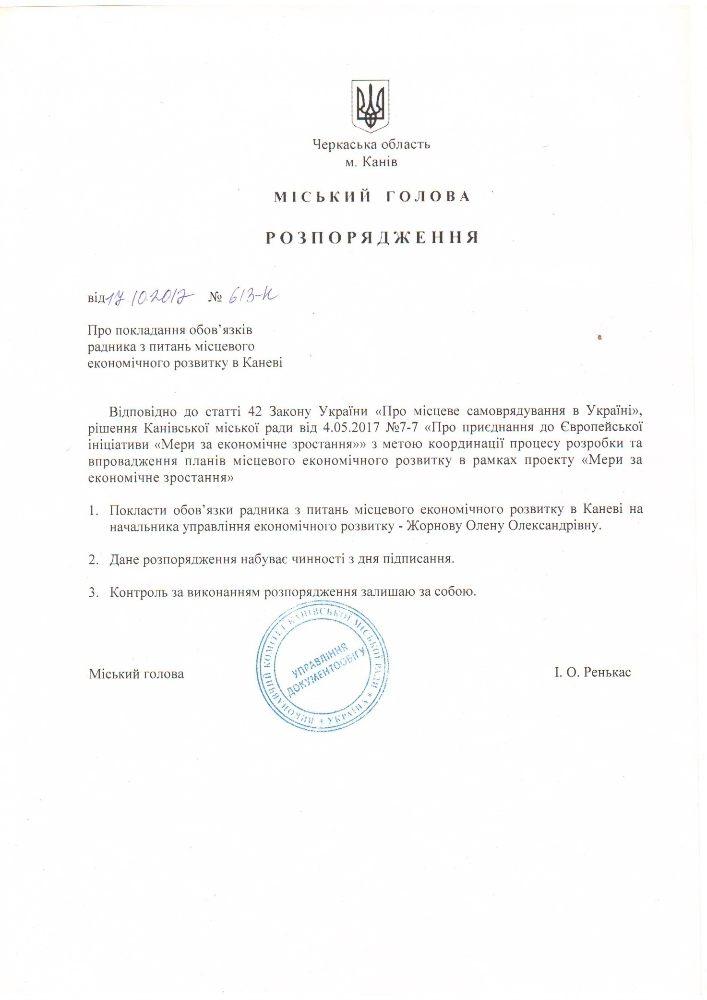 Черкаська область
м. Канів
МІСЬКИЙ ГОЛОВА
РОЗПОРЯДЖЕННЯ
від 17.10.2017 № 613-к
Про покладання обов’язків
радника з питань місцевого
економічного розвитку в Каневі
Відповідно до статті 42 Закону України «Про місцеве самоврядування в Україні»,
рішення Канівської міської ради від 4.05.2017 №7-7 «Про приєднання до Європейської
ініціативи «Мери за економічне зростання»» з метою координації процесу розробки та
впровадження планів місцевого економічного розвитку в рамках проекту «Мери за
економічне зростання»
1. Покласти обов’язки радника з питань місцевого економічного розвитку в Каневі на
начальника управління економічного розвитку - Жорнову Олену Олександрівну.
2. Дане розпорядження набуває чинності з дня підписання.
3. Контроль за виконанням розпорядження залишаю за собою.
ВИКОНАВЧИЙ КОМІТЕТ КАНІВСЬКОЇ МІСЬКОЇ РАДИ * УКРАЇНА *
УПРАВЛІННЯ
ДОКУМЕНТООБІГУ
Міський голова І. О. Ренькас